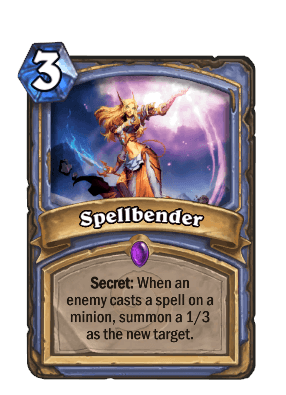 3
Spellbender
Secret: When an
enemy casts a spell on a
minion, summon a 1/3
as the new target.